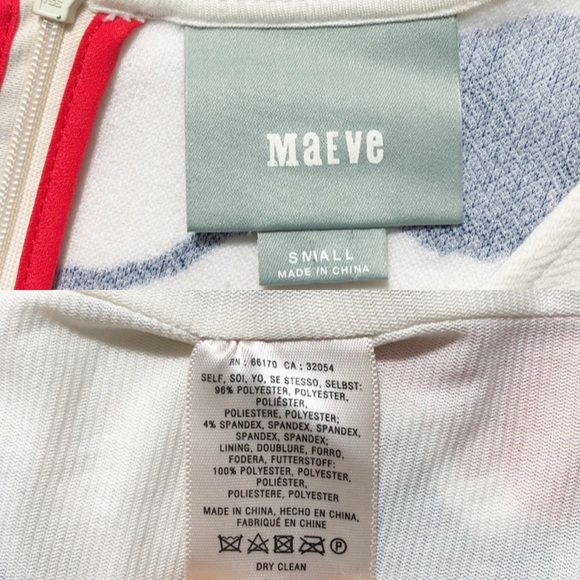 Maeve
SMALL
MADE IN CHINA
RN : 66170 CA : 32054
SELF, SOI, YO, SE STESSO, SELBST:
96% POLYESTER, POLYESTER,
POLIÉSTER,
POLIESTERE, POLYESTER;
4% SPANDEX, SPANDEX, SPANDEX,
SPANDEX, SPANDEX;
LINING, DOUBLURE, FORRO,
FODERA, FUTTERSTOFF:
100% POLYESTER, POLYESTER,
POLIÉSTER,
POLIESTERE, POLYESTER
MADE IN CHINA, HECHO EN CHINA,
FABRIQUÉ EN CHINE
P
DRY CLEAN